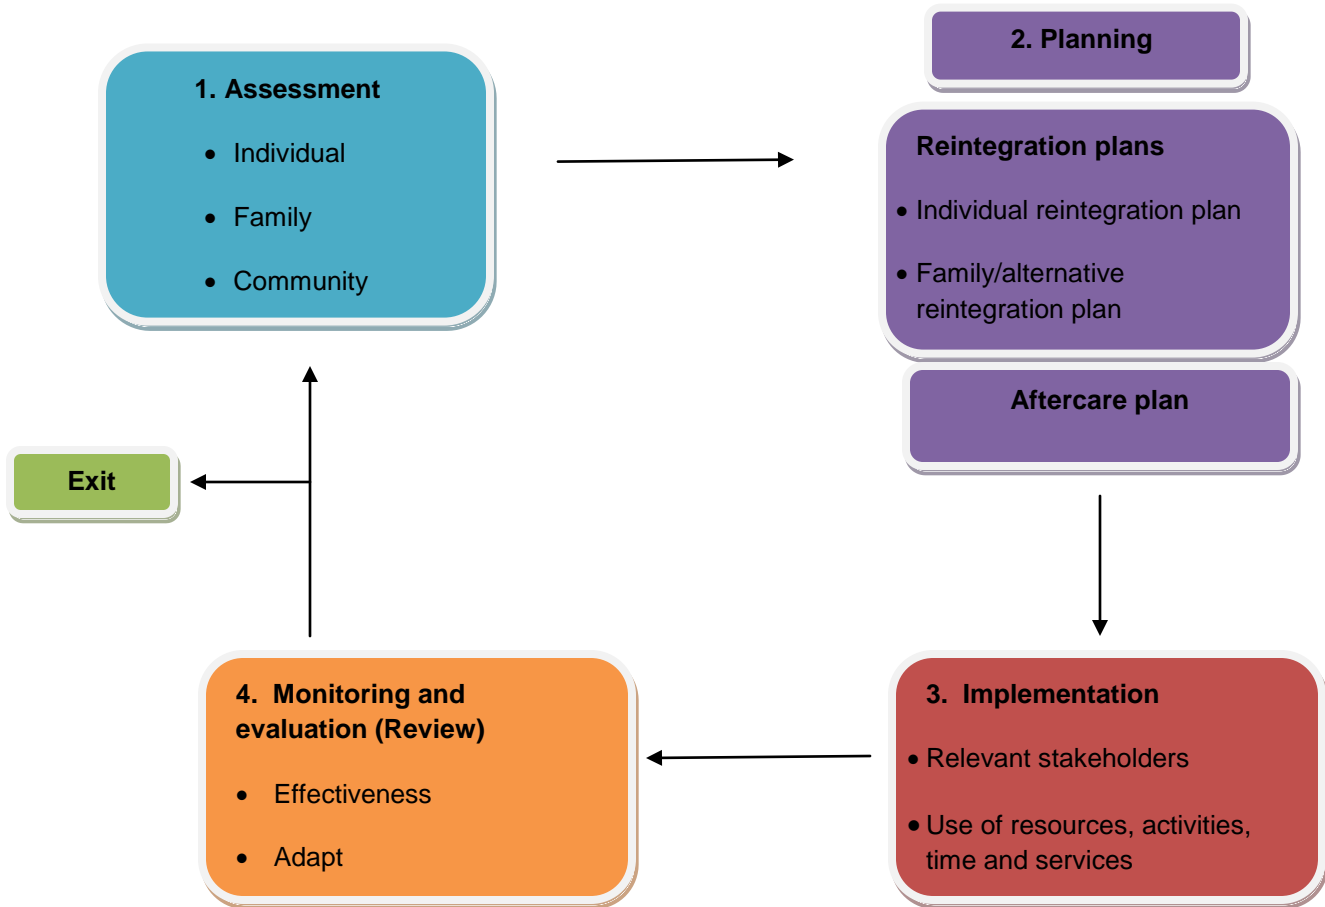 1. Assessment
• Individual
• Family
• Community
2. Planning
Reintegration plans
• Individual reintegration plan
• Family/alternative
reintegration plan
Aftercare plan
Exit
3. Implementation
• Relevant stakeholders
• Use of resources, activities,
time and services
4. Monitoring and
evaluation (Review)
• Effectiveness
• Adapt